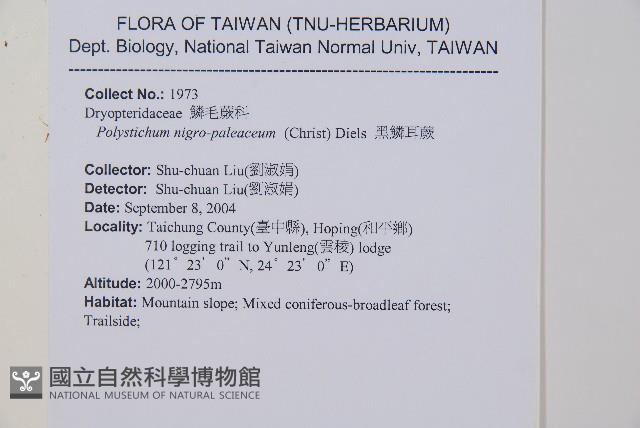 FLORA OF TAIWAN (TNU-HERBARIUM)
Dept. Biology, National Taiwan Normal Univ, TAIWAN
--------------------------------------------------------------
Collect No.: 1973
Dryopteridaceae 鱗毛蕨科
Polystichum nigro-paleaceum (Christ) Diels 黑鱗耳蕨
Collector: Shu-chuan Liu(劉淑娟)
Detector: Shu-chuan Liu(劉淑娟)
Date: September 8, 2004
Locality: Taichung County(臺中縣), Hoping(和平鄉)
710 logging trail to Yunleng(雲稜) lodge
(121° 23' 0" N, 24° 23' 0" E)
Altitude: 2000-2795m
Habitat: Mountain slope; Mixed coniferous-broadleaf forest;
Trailside;
國立自然科學博物館
NATIONAL MUSEUM OF NATURAL SCIENCE